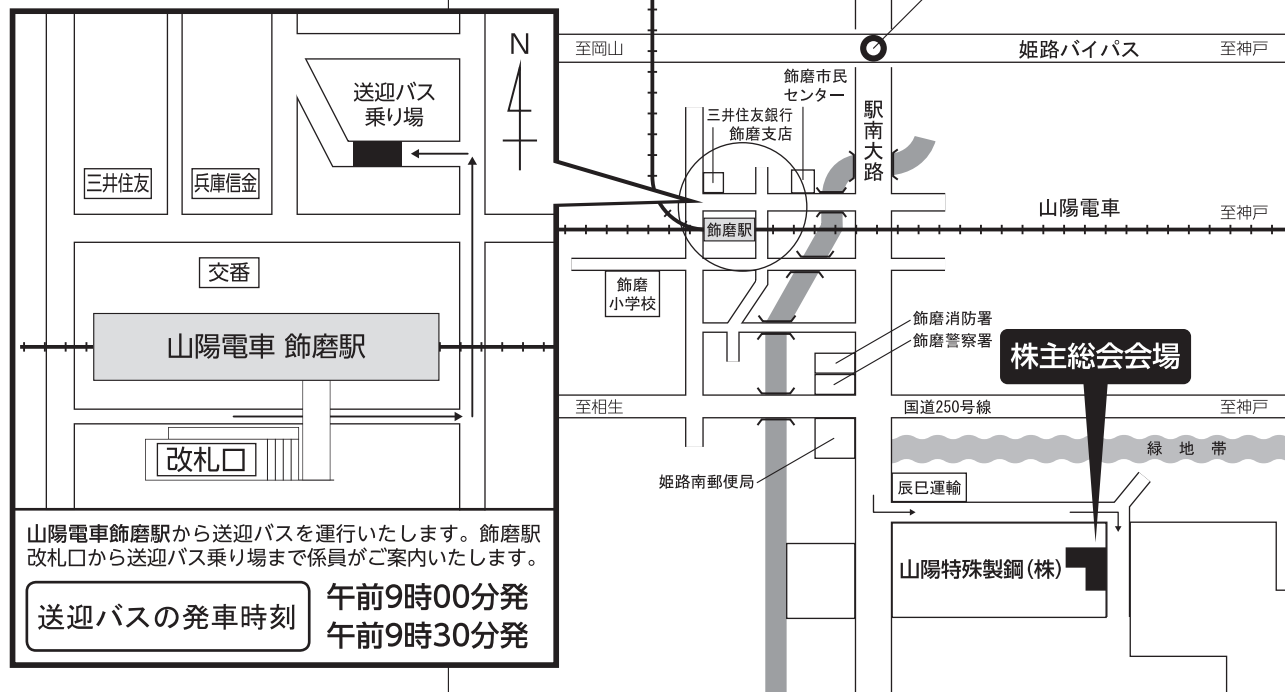 N
送迎バス
乗り場
三井住友
兵庫信金
交番
山陽電車 飾磨駅
改札口
山陽電車飾磨駅から送迎バスを運行いたします。飾磨駅
改札口から送迎バス乗り場まで係員がご案内いたします。
送迎バスの発車時刻
午前9時00分発
午前9時30分発
至岡山
姫路バイパス
至神戸
飾磨市民
センター
三井住友銀行
飾磨支店
駅南大路
山陽電車
至神戸
飾磨駅
飾磨
小学校
飾磨消防署
飾磨警察署
株主総会会場
至相生
国道250号線
至神戸
緑地帯
姫路南郵便局
辰巳運輸
山陽特殊製鋼(株)